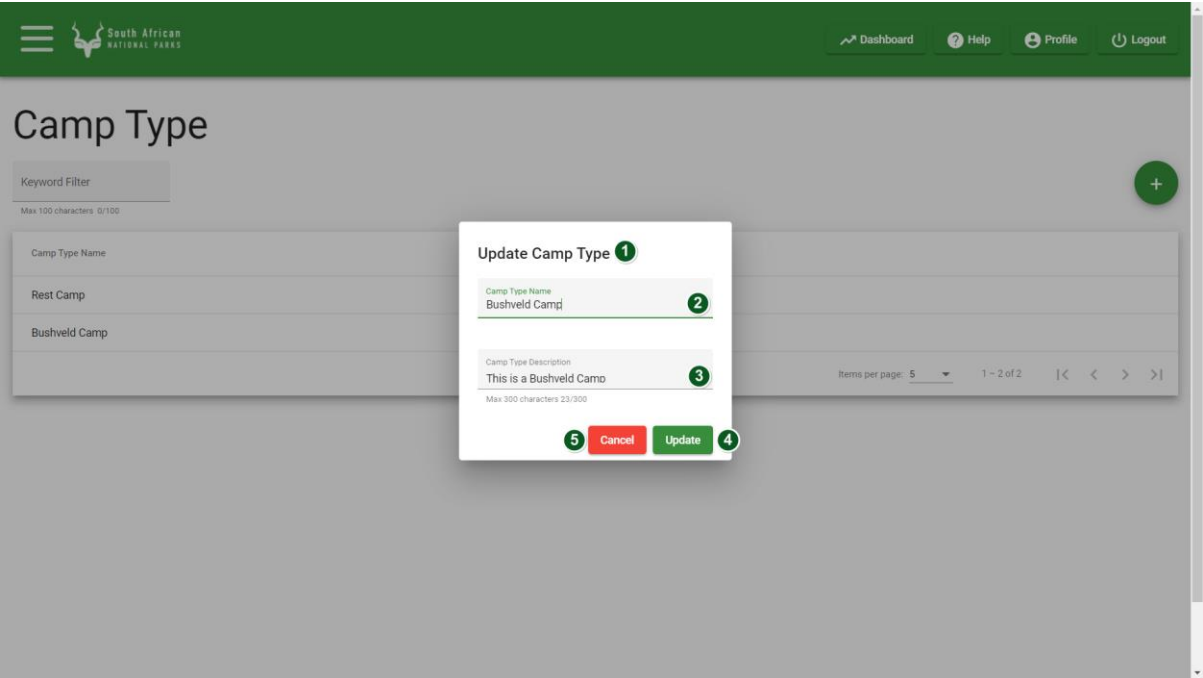 South African
NATIONAL PARKS
Dashboard
Help
Profile
Logout
Camp Type
Keyword Filter
Max 100 characters 0/100
+
Camp Type Name
Rest Camp
Bushveld Camp
Items per page: 5
1 – 2 of 2
Update Camp Type 1
Camp Type Name
Bushveld Camp 2
Camp Type Description
This is a Bushveld Camp 3
Max 300 characters 23/300
5 Cancel Update 4